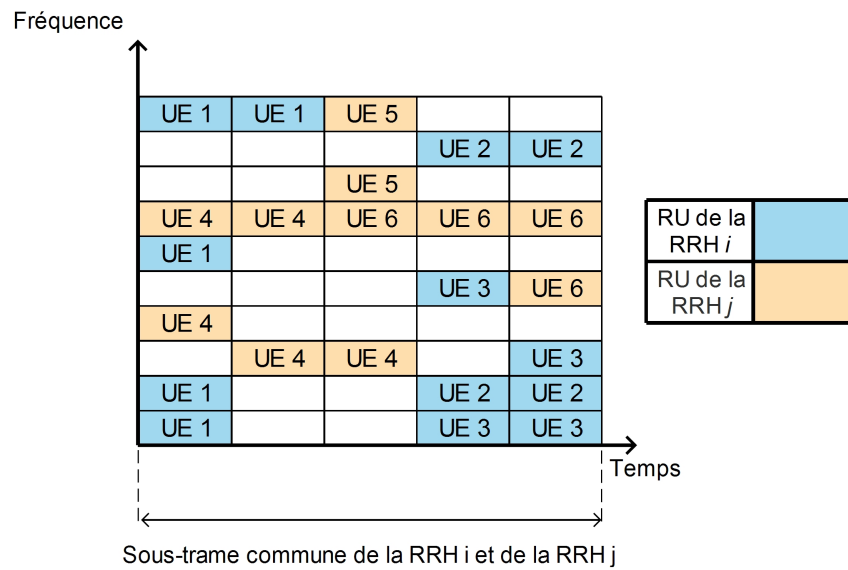 Fréquence
UE 1 UE 1 UE 5
UE 2 UE 2
UE 5
UE 4 UE 4 UE 6 UE 6 UE 6
UE 1
UE 3 UE 6
UE 4
UE 4 UE 4 UE 3
UE 1 UE 2 UE 2
UE 1 UE 3 UE 3
Temps
Sous-trame commune de la RRH i et de la RRH j
RU de la
RRH i
RU de la
RRH j